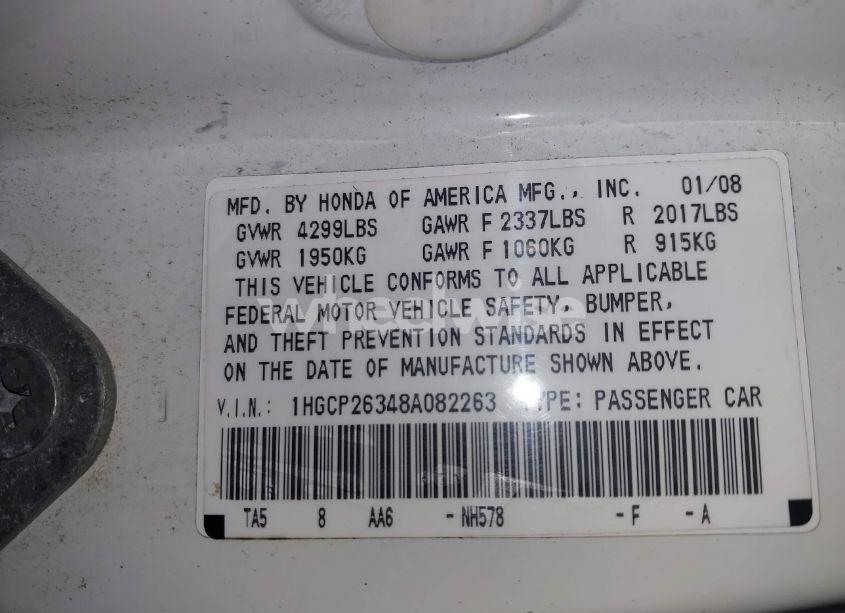 MFD. BY HONDA OF AMERICA MFG., INC. 01/08
GVWR 4299LBS GAWR F 2337LBS R 2017LBS
GVWR 1950KG GAWR F 1060KG R 915KG
THIS VEHICLE CONFORMS TO ALL APPLICABLE
FEDERAL MOTOR VEHICLE SAFETY, BUMPER,
AND THEFT PREVENTION STANDARDS IN EFFECT
ON THE DATE OF MANUFACTURE SHOWN ABOVE.
V.I.N.: 1HGCP26348A082263 TYPE: PASSENGER CAR
TA5 8 AA6 -NH578 -F -A
wheelwise